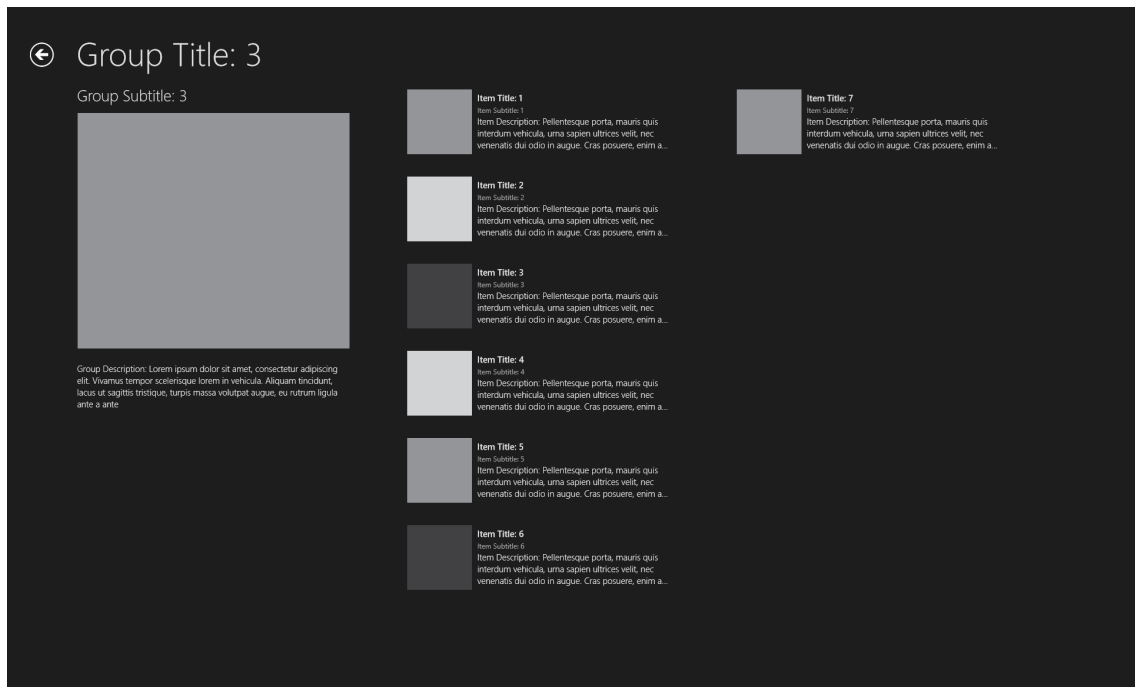 Group Title: 3
Group Subtitle: 3
Group Description: Lorem ipsum dolor sit amet, consectetur adipiscing
elit. Vivamus tempor scelerisque lorem in vehicula. Aliquam tincidunt,
lacus ut sagittis tristique, turpis massa volutpat augue, eu rutrum ligula
ante a ante
Item Title: 1
Item Subtitle: 1
Item Description: Pellentesque porta, mauris quis
interdum vehicula, urna sapien ultrices velit, nec
venenatis dui odio in augue. Cras posuere, enim a...
Item Title: 2
Item Subtitle: 2
Item Description: Pellentesque porta, mauris quis
interdum vehicula, urna sapien ultrices velit, nec
venenatis dui odio in augue. Cras posuere, enim a...
Item Title: 3
Item Subtitle: 3
Item Description: Pellentesque porta, mauris quis
interdum vehicula, urna sapien ultrices velit, nec
venenatis dui odio in augue. Cras posuere, enim a...
Item Title: 4
Item Subtitle: 4
Item Description: Pellentesque porta, mauris quis
interdum vehicula, urna sapien ultrices velit, nec
venenatis dui odio in augue. Cras posuere, enim a...
Item Title: 5
Item Subtitle: 5
Item Description: Pellentesque porta, mauris quis
interdum vehicula, urna sapien ultrices velit, nec
venenatis dui odio in augue. Cras posuere, enim a...
Item Title: 6
Item Subtitle: 6
Item Description: Pellentesque porta, mauris quis
interdum vehicula, urna sapien ultrices velit, nec
venenatis dui odio in augue. Cras posuere, enim a...
Item Title: 7
Item Subtitle: 7
Item Description: Pellentesque porta, mauris quis
interdum vehicula, urna sapien ultrices velit, nec
venenatis dui odio in augue. Cras posuere, enim a...